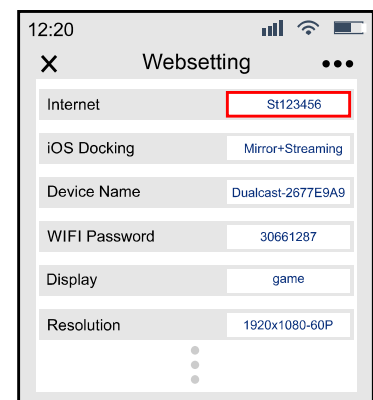 12:20
Websetting
Internet St123456
iOS Docking Mirror+Streaming
Device Name Dualcast-2677E9A9
WIFI Password 30661287
Display game
Resolution 1920x1080-60P